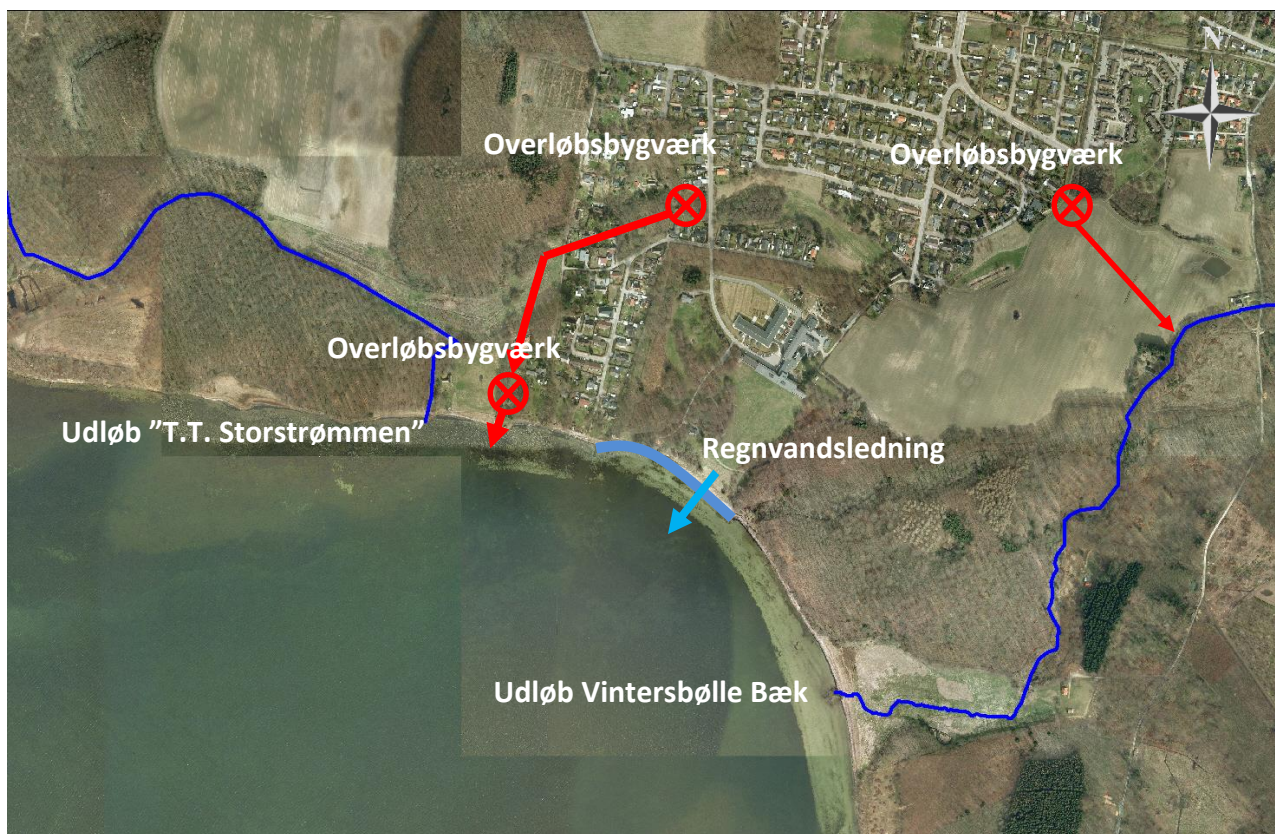 N
Overløbsbygværk
Overløbsbygværk
Overløbsbygværk
Udløb ”T.T. Storstrømmen”
Regnvandsledning
Udløb Vintersbølle Bæk